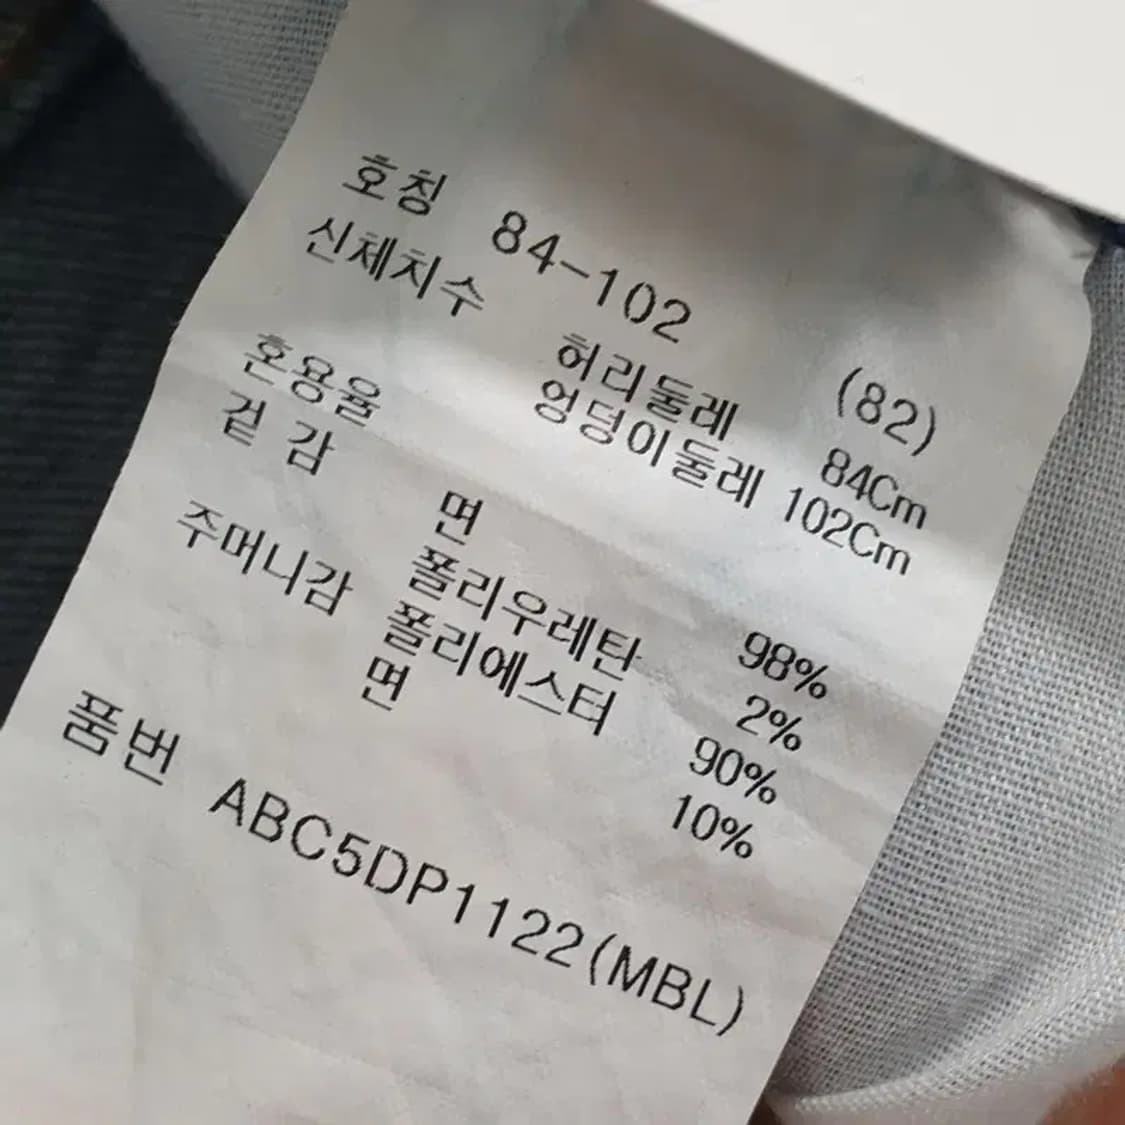 호칭 84-102 (82)
신체치수 허리둘레 84Cm
엉덩이둘레 102Cm
혼용율
겉 감 면 98%
폴리우레탄 2%
주머니감 폴리에스터 90%
면 10%
품번 ABC5DP1122(MBL)